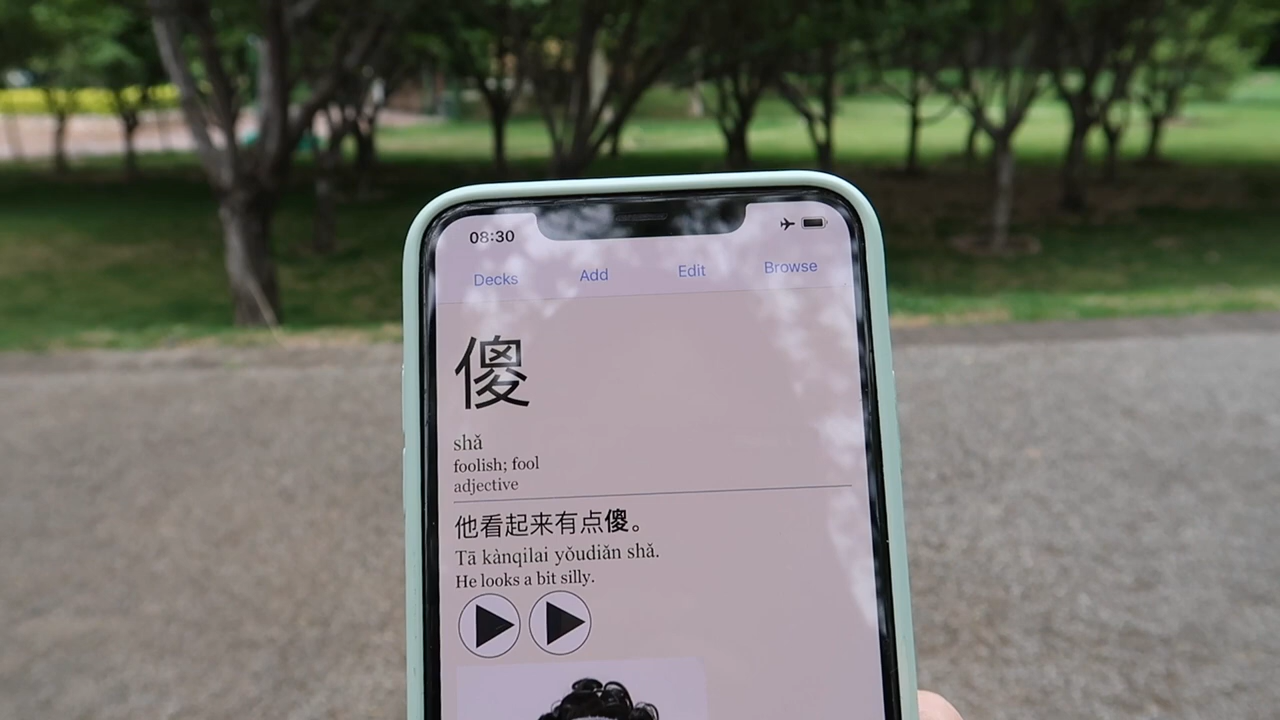 08:30
Decks Add Edit Browse
傻
shǎ
foolish; fool
adjective
他看起来有点傻。
Tā kànqilai yǒudiǎn shǎ.
He looks a bit silly.